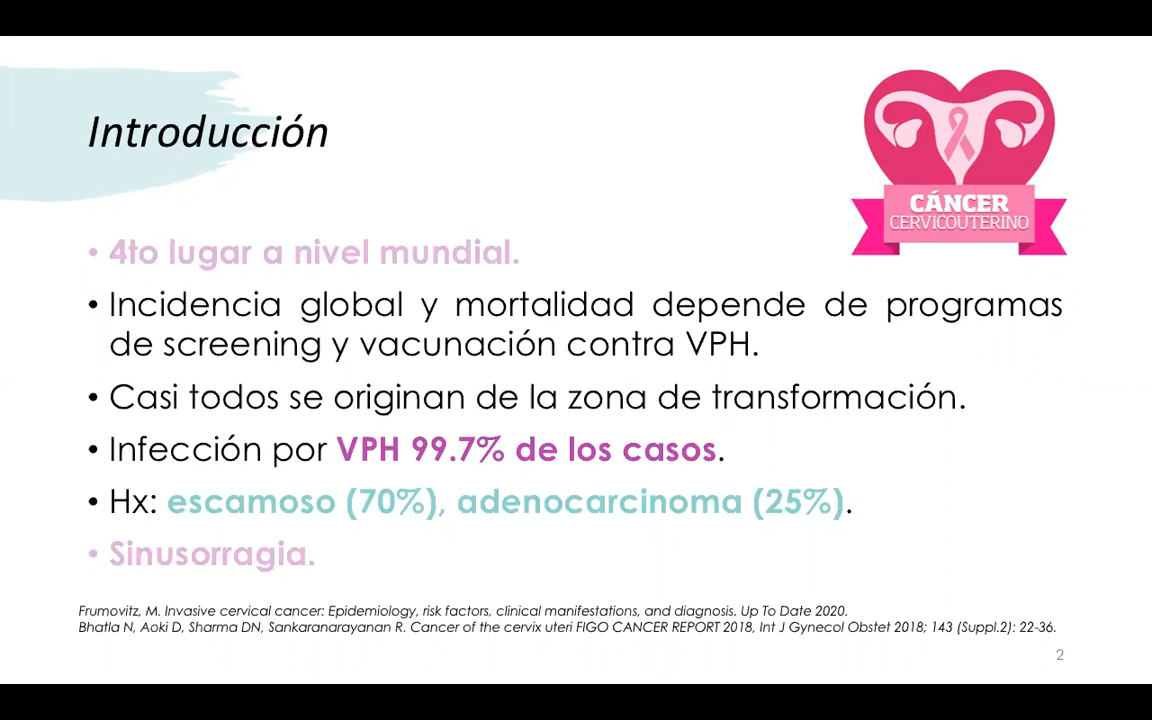 Introducción
CÁNCER
CERVICOUTERINO
• 4to lugar a nivel mundial.
• Incidencia global y mortalidad depende de programas
de screening y vacunación contra VPH.
• Casi todos se originan de la zona de transformación.
• Infección por VPH 99.7% de los casos.
• Hx: escamoso (70%), adenocarcinoma (25%).
• Sinusorragia.
Frumovitz, M. Invasive cervical cancer: Epidemiology, risk factors, clinical manifestations, and diagnosis. Up To Date 2020.
Bhatla N, Aoki D, Sharma DN, Sankaranarayanan R. Cancer of the cervix uteri FIGO CANCER REPORT 2018, Int J Gynecol Obstet 2018; 143 (Suppl.2): 22-36.
2